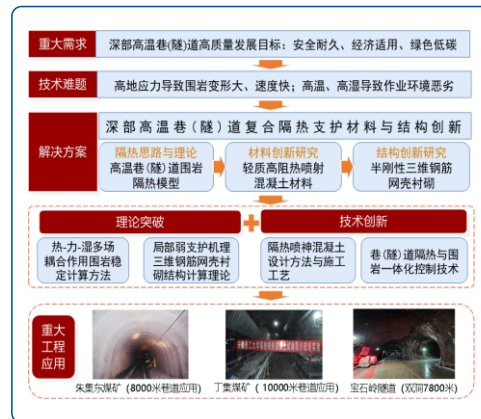 重大需求
深部高温巷(隧)道高质量发展目标：安全耐久、经济适用、绿色低碳
技术难题
高地应力导致围岩变形大、速度快；高温、高湿导致作业环境恶劣
解决方案
深部高温巷(隧)道复合隔热支护材料与结构创新
隔热思路与理论
高温巷(隧)道围岩
隔热模型
材料创新研究
轻质高阻热喷射
混凝土材料
结构创新研究
半刚性三维钢筋
网壳衬砌
理论突破
技术创新
热-力-湿多场
耦合作用围岩稳
定计算方法
局部弱支护机理
三维钢筋网壳衬
砌结构计算理论
隔热喷神混凝土
设计方法与施工
工艺
巷(隧)道隔热与围
岩一体化控制技术
重大
工程
应用
朱集东煤矿（8000米巷道应用）
丁集煤矿（10000米巷道应用）
宝石岭隧道（双洞7800米）